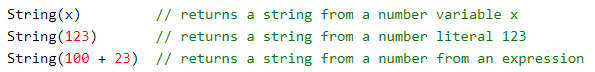 String(x)         // returns a string from a number variable x
String(123)       // returns a string from a number literal 123
String(100 + 23)  // returns a string from a number from an expression